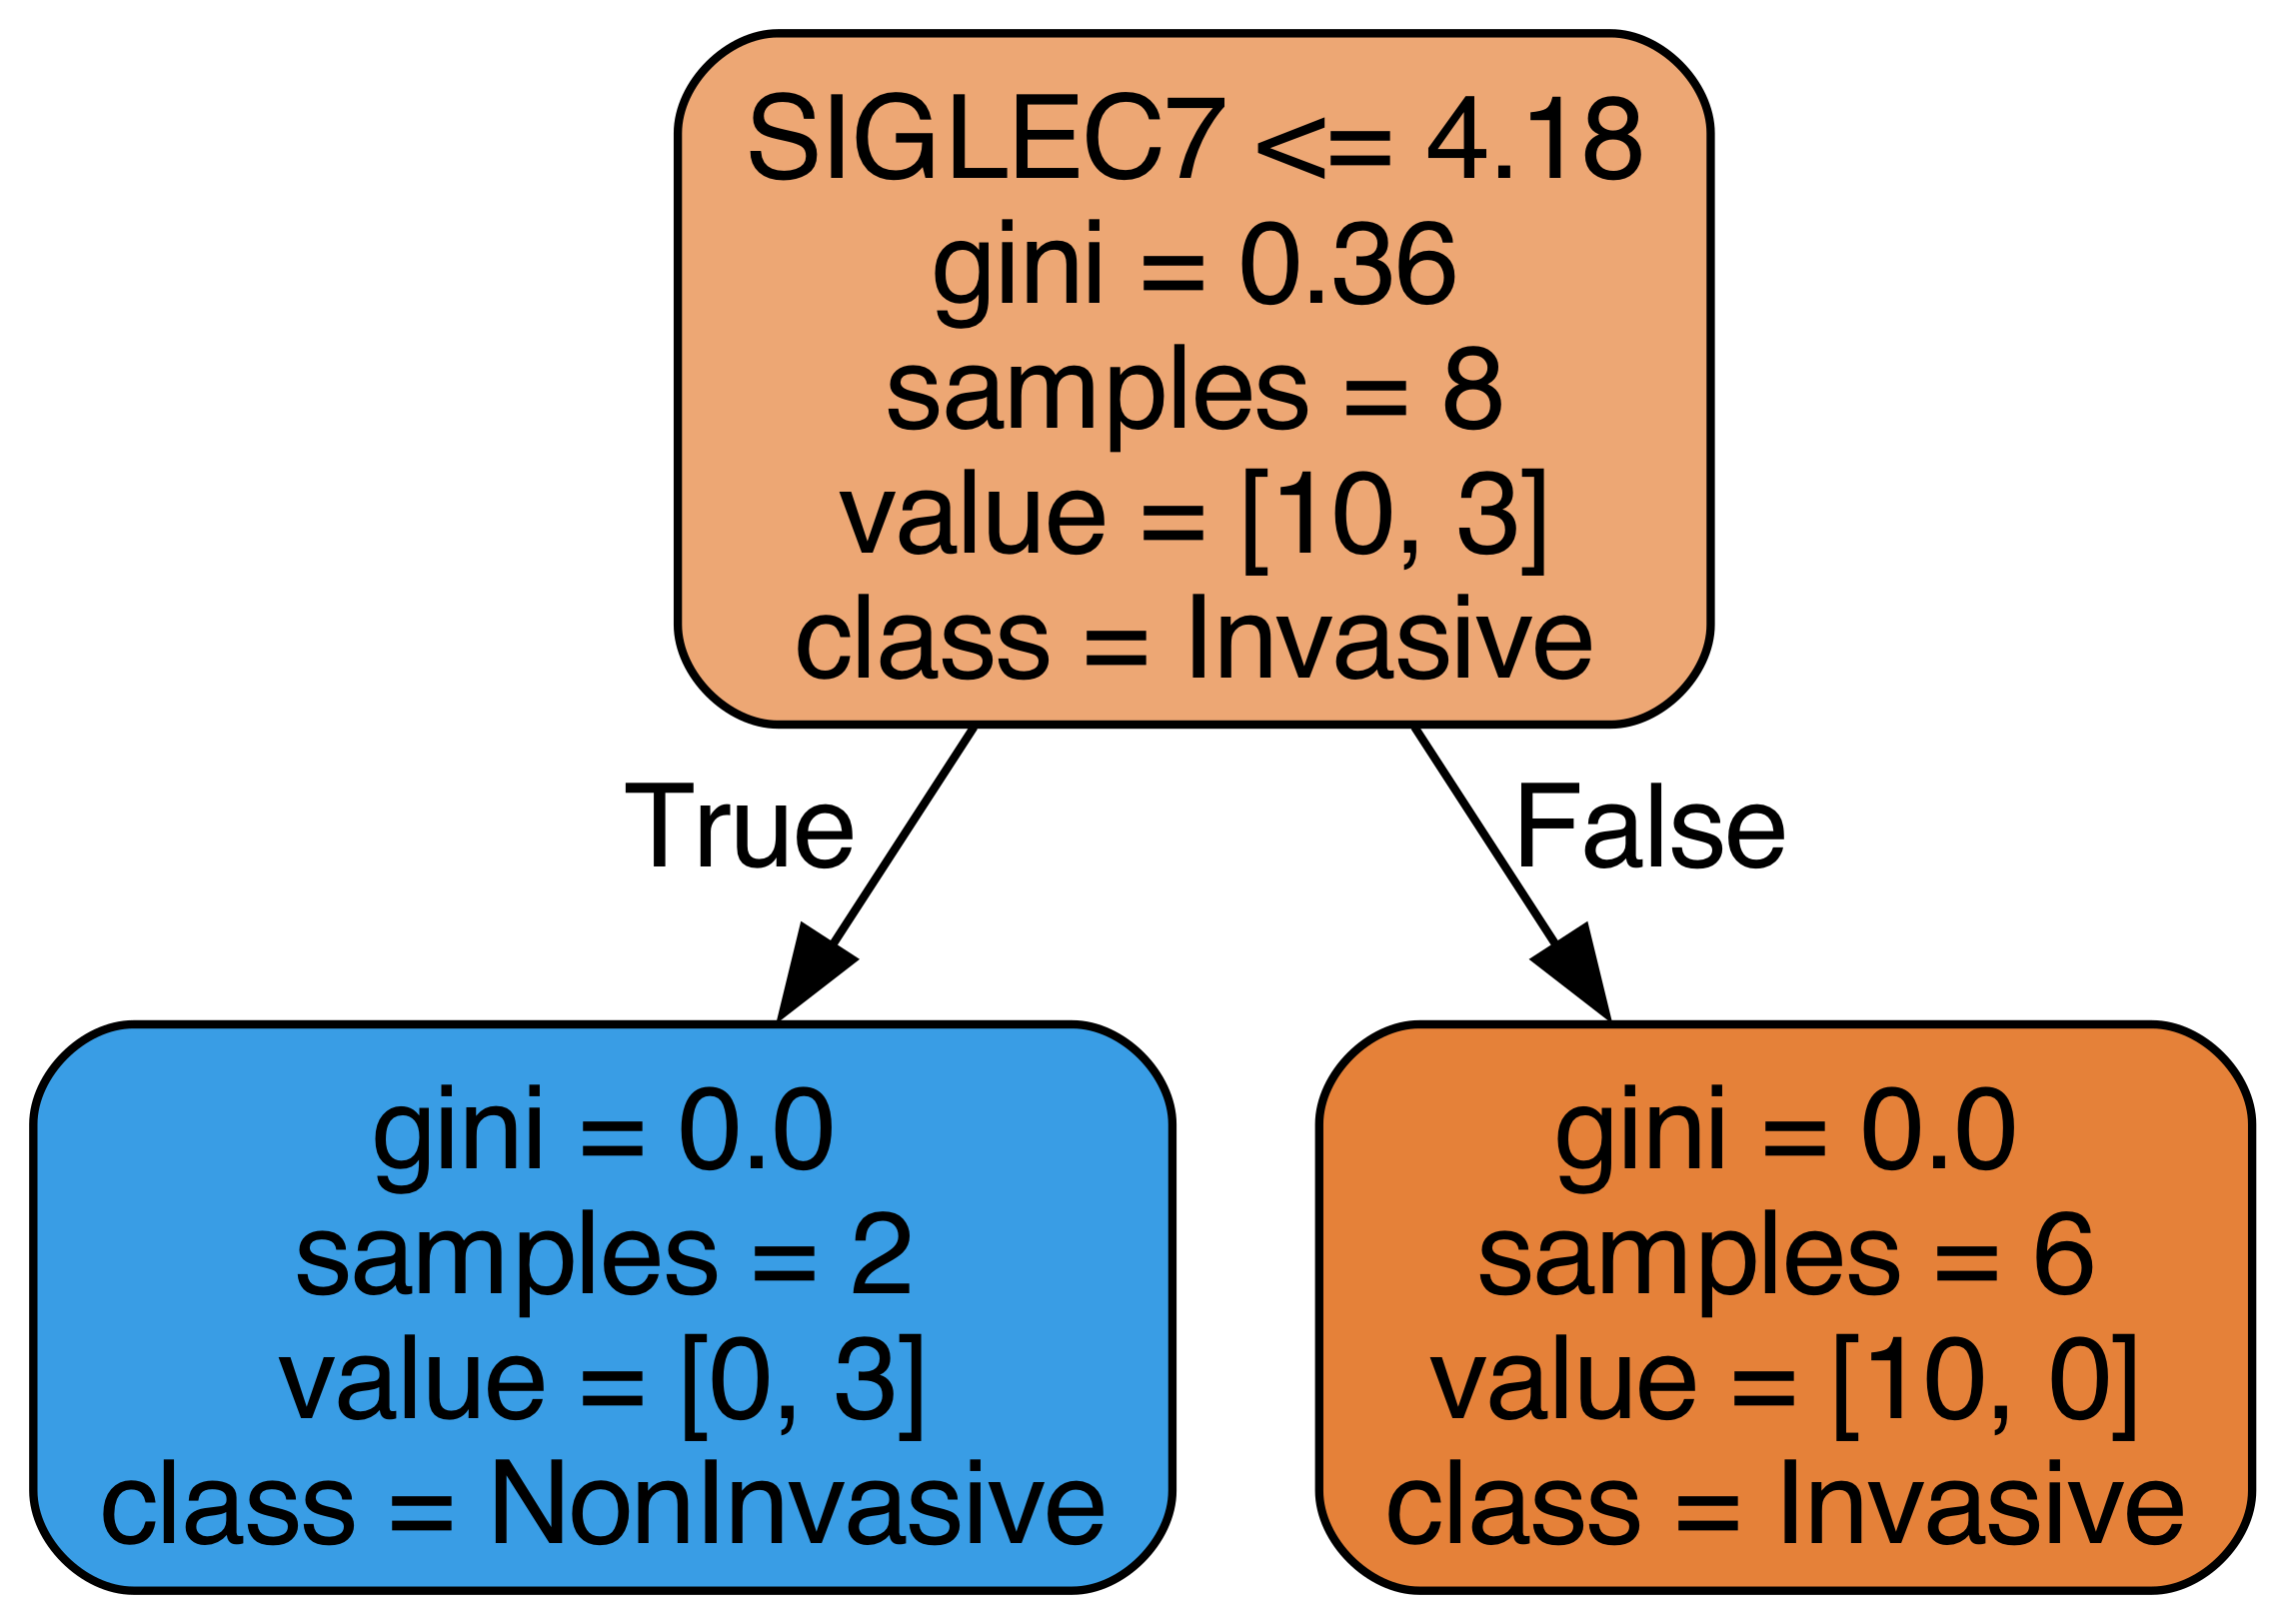 SIGLEC7 <= 4.18
gini = 0.36
samples = 8
value = [10, 3]
class = Invasive
True
False
gini = 0.0
samples = 2
value = [0, 3]
class = NonInvasive
gini = 0.0
samples = 6
value = [10, 0]
class = Invasive